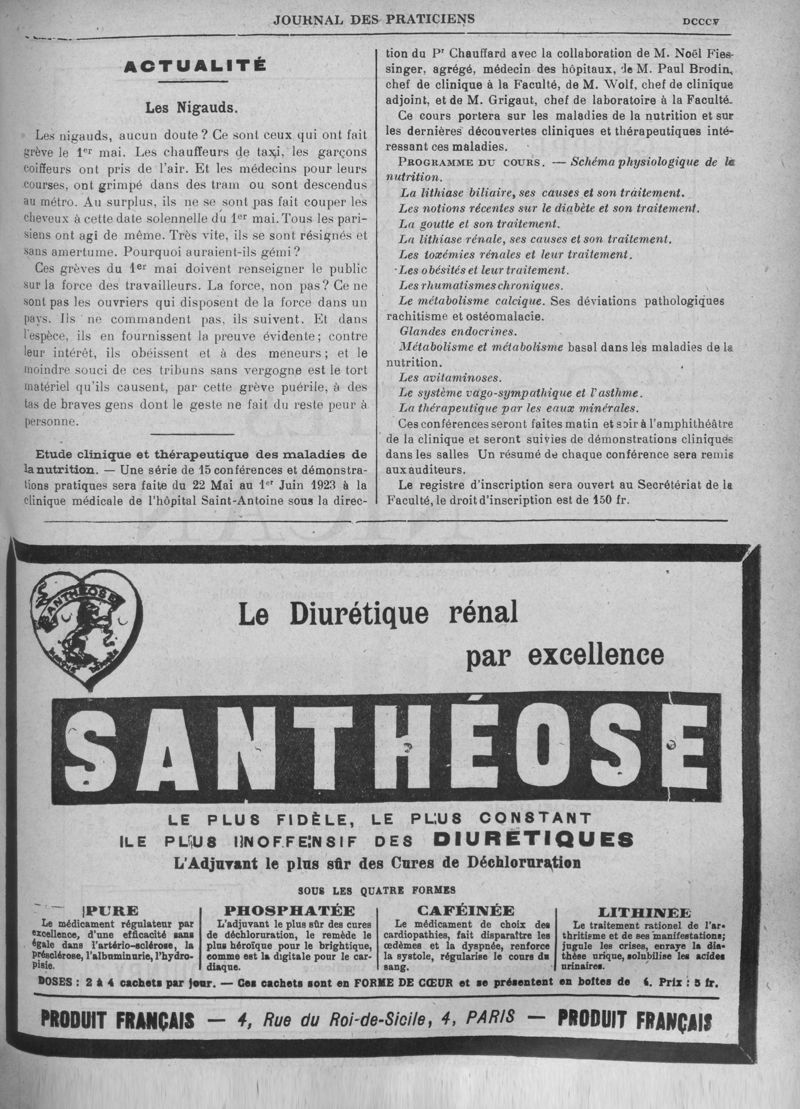 JOURNAL DES PRATICIENS
DCCCV
ACTUALITÉ
Les Nigauds.
Les nigauds, aucun doute ? Ce sont ceux qui ont fait
grève le 1er mai. Les chauffeurs de taxi, les garçons
coiffeurs ont pris de l'air. Et les médecins pour leurs
courses, ont grimpé dans des tram ou sont descendus
au métro. Au surplus, ils ne se sont pas fait couper les
cheveux à cette date solennelle du 1er mai. Tous les pari-
siens ont agi de même. Très vite, ils se sont résignés et
sans amertume. Pourquoi auraient-ils gémi ?
Ces grèves du 1er mai doivent renseigner le public
sur la force des travailleurs. La force, non pas ? Ce ne
sont pas les ouvriers qui disposent de la force dans un
pays. Ils ne commandent pas, ils suivent. Et dans
l'espèce, ils en fournissent la preuve évidente ; contre
leur intérêt, ils obéissent et à des meneurs ; et le
moindre souci de ces tribuns sans vergogne est le tort
matériel qu'ils causent, par cette grève puérile, à des
tas de braves gens dont le geste ne fait du reste peur à
personne.
Etude clinique et thérapeutique des maladies de
la nutrition. — Une série de 15 conférences et démonstra-
tions pratiques sera faite du 22 Mai au 1er Juin 1923 à la
clinique médicale de l'hôpital Saint-Antoine sous la direc-
tion du Pr Chauffard avec la collaboration de M. Noël Fies-
singer, agrégé, médecin des hôpitaux, de M. Paul Brodin,
chef de clinique à la Faculté, de M. Wolf, chef de clinique
adjoint, et de M. Grigaut, chef de laboratoire à la Faculté.
Ce cours portera sur les maladies de la nutrition et sur
les dernières découvertes cliniques et thérapeutiques inté-
ressant ces maladies.
PROGRAMME DU COURS. — Schéma physiologique de la
nutrition.
La lithiase biliaire, ses causes et son traitement.
Les notions récentes sur le diabète et son traitement.
La goutte et son traitement.
La lithiase rénale, ses causes et son traitement.
Les toxémies rénales et leur traitement.
Les obésités et leur traitement.
Les rhumatismes chroniques.
Le métabolisme calcique. Ses déviations pathologiques
rachitisme et ostéomalacie.
Glandes endocrines.
Métabolisme et métabolisme basal dans les maladies de la
nutrition.
Les avitaminoses.
Le système vago-sympathique et l'asthme.
La thérapeutique par les eaux minérales.
Ces conférences seront faites matin et soir à l'amphithéâtre
de la clinique et seront suivies de démonstrations cliniques
dans les salles Un résumé de chaque conférence sera remis
aux auditeurs.
Le registre d'inscription sera ouvert au Secrétériat de la
Faculté, le droit d'inscription est de 150 fr.
SANTHÉOSE
Le Diurétique rénal
par excellence
SANTHÉOSE
LE PLUS FIDÈLE, LE PLUS CONSTANT
LE PLUS INOFFENSIF DES DIURÉTIQUES
L'Adjuvant le plus sûr des Cures de Déchloruration
SOUS LES QUATRE FORMES
PURE
Le médicament régulateur par
excellence, d'une efficacité sans
égale dans l'artério-sclérose, la
présclérose, l'albuminurie, l'hydro-
pisie.
PHOSPHATÉE
L'adjuvant le plus sûr des cures
de déchloruration, le remède le
plus héroïque pour le brightique,
comme est la digitale pour le car-
diaque.
CAFÉINÉE
Le médicament de choix des
cardiopathies, fait disparaître les
œdèmes et la dyspnée, renforce
la systole, régularise le cours du
sang.
LITHINÉE
Le traitement rationel de l'ar-
thritisme et de ses manifestations;
jugule les crises, enraye la dia-
thèse urique, solubilise les acides
urinaires.
DOSES : 2 à 4 cachets par jour. — Ces cachets sont en FORME DE CŒUR et se présentent en boîtes de 24. Prix : 5 fr.
PRODUIT FRANÇAIS — 4, Rue du Roi-de-Sicile, 4, PARIS — PRODUIT FRANÇAIS